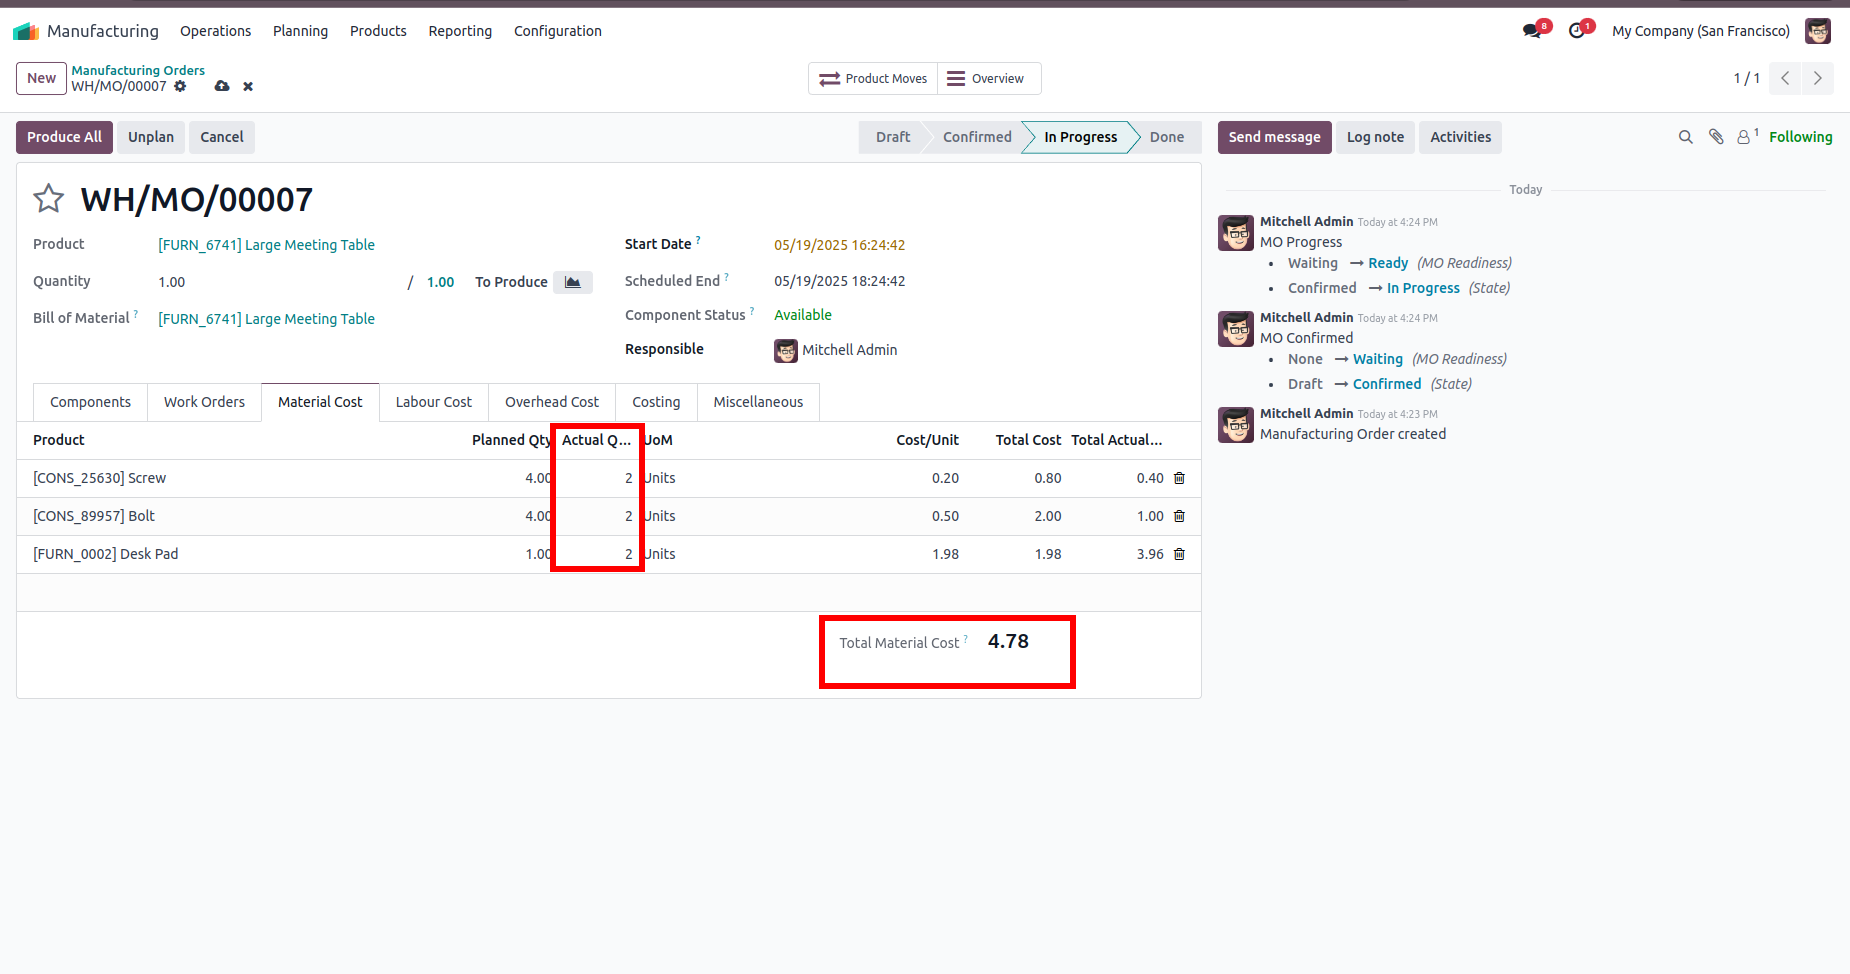 Manufacturing Operations Planning Products Reporting Configuration 8 1 My Company (San Francisco)
New Manufacturing Orders
WH/MO/00007
Product Moves Overview 1 / 1
Produce All Unplan Cancel Draft Confirmed In Progress Done
Send message Log note Activities 1 Following
WH/MO/00007
Product [FURN_6741] Large Meeting Table
Quantity 1.00 / 1.00 To Produce
Bill of Material ? [FURN_6741] Large Meeting Table
Start Date ? 05/19/2025 16:24:42
Scheduled End ? 05/19/2025 18:24:42
Component Status ? Available
Responsible Mitchell Admin
Components Work Orders Material Cost Labour Cost Overhead Cost Costing Miscellaneous
Product Planned Qty Actual Q... UoM Cost/Unit Total Cost Total Actual...
[CONS_25630] Screw 4.00 2 Units 0.20 0.80 0.40
[CONS_89957] Bolt 4.00 2 Units 0.50 2.00 1.00
[FURN_0002] Desk Pad 1.00 2 Units 1.98 1.98 3.96
Total Material Cost ? 4.78
Today
Mitchell Admin Today at 4:24 PM
MO Progress
• Waiting → Ready (MO Readiness)
• Confirmed → In Progress (State)
Mitchell Admin Today at 4:24 PM
MO Confirmed
• None → Waiting (MO Readiness)
• Draft → Confirmed (State)
Mitchell Admin Today at 4:23 PM
Manufacturing Order created